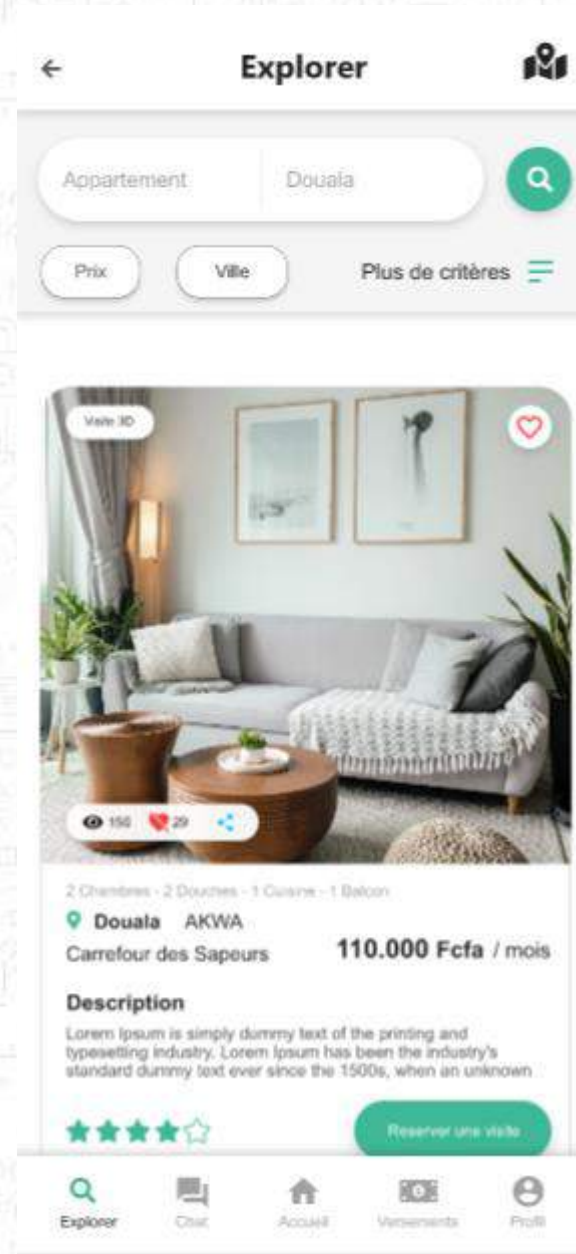 Explorer
Appartement Douala
Prix Ville Plus de critères
Visite 3D
150 29
2 Chambres - 2 Douches - 1 Cuisine - 1 Balcon
Douala AKWA
Carrefour des Sapeurs 110.000 Fcfa / mois
Description
Lorem Ipsum is simply dummy text of the printing and
typesetting industry. Lorem Ipsum has been the industry's
standard dummy text ever since the 1500s, when an unknown
Reserver une visite
Explorer Chat Accueil Versements Profil